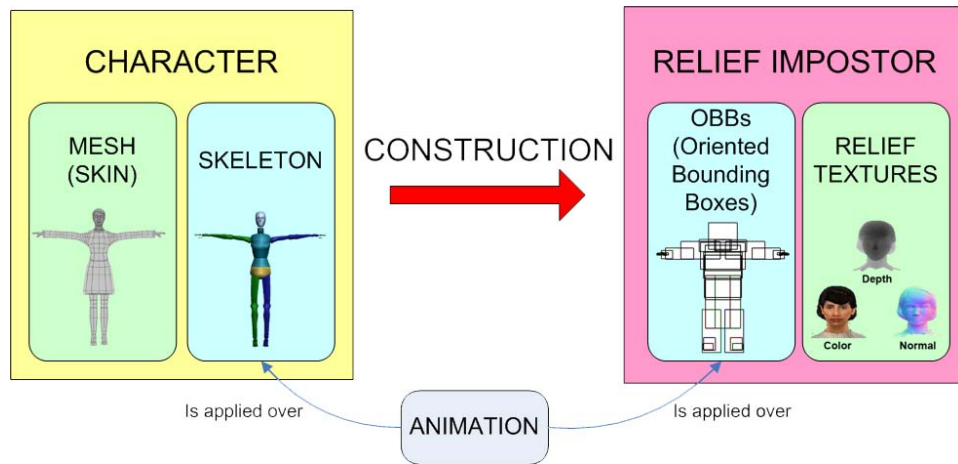 CHARACTER
MESH
(SKIN)
SKELETON
CONSTRUCTION
RELIEF IMPOSTOR
OBBs
(Oriented
Bounding
Boxes)
RELIEF
TEXTURES
Depth
Color
Normal
Is applied over
ANIMATION
Is applied over